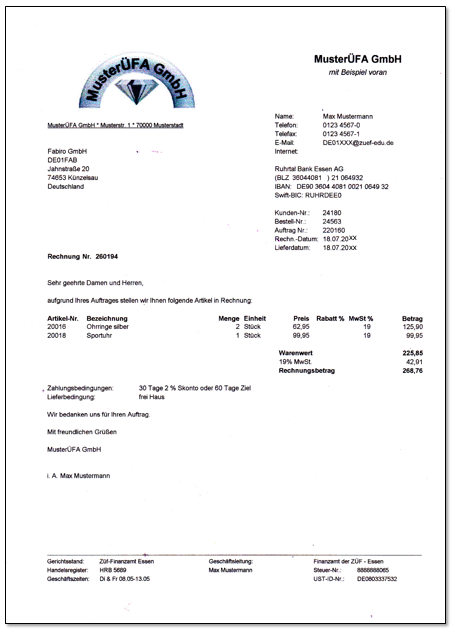 MusterÜFA GmbH
MusterÜFA GmbH
mit Beispiel voran
MusterÜFA GmbH * Musterstr. 1 * 70000 Musterstadt
Name: Max Mustermann
Telefon: 0123 4567-0
Telefax: 0123 4567-1
E-Mail: DE01XXX@zuef-edu.de
Internet:
Fabiro GmbH
DE01FAB
Jahnstraße 20
74653 Künzelsau
Deutschland
Ruhrtal Bank Essen AG
(BLZ 36044081 ) 21 064932
IBAN: DE90 3604 4081 0021 0649 32
Swift-BIC: RUHRDEE0
Kunden-Nr.: 24180
Bestell-Nr.: 24563
Auftrag Nr.: 220160
Rechn.-Datum: 18.07.20XX
Lieferdatum: 18.07.20XX
Rechnung Nr. 260194
Sehr geehrte Damen und Herren,
aufgrund Ihres Auftrages stellen wir Ihnen folgende Artikel in Rechnung:
Artikel-Nr. Bezeichnung Menge Einheit Preis Rabatt % MwSt % Betrag
20016 Ohrringe silber 2 Stück 62,95 19 125,90
20018 Sportuhr 1 Stück 99,95 19 99,95
Warenwert 225,85
19% MwSt. 42,91
Rechnungsbetrag 268,76
Zahlungsbedingungen: 30 Tage 2 % Skonto oder 60 Tage Ziel
Lieferbedingung: frei Haus
Wir bedanken uns für Ihren Auftrag.
Mit freundlichen Grüßen
MusterÜFA GmbH
i. A. Max Mustermann
Gerichtsstand: Züf-Finanzamt Essen Geschäftsleitung: Finanzamt der ZÜF - Essen
Handelsregister: HRB 5689 Max Mustermann Steuer-Nr.: 8888888065
Geschäftszeiten: Di & Fr 08.05-13.05 UST-ID-Nr.: DE0803337532